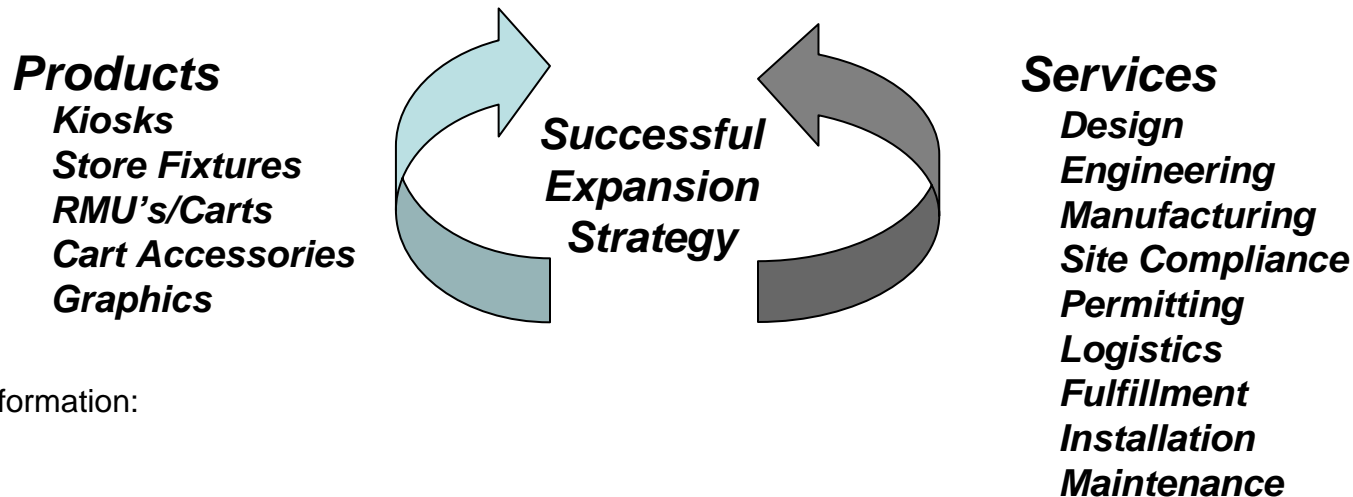 Products
Kiosks
Store Fixtures
RMU's/Carts
Cart Accessories
Graphics
Successful
Expansion
Strategy
Services
Design
Engineering
Manufacturing
Site Compliance
Permitting
Logistics
Fulfillment
Installation
Maintenance
formation: